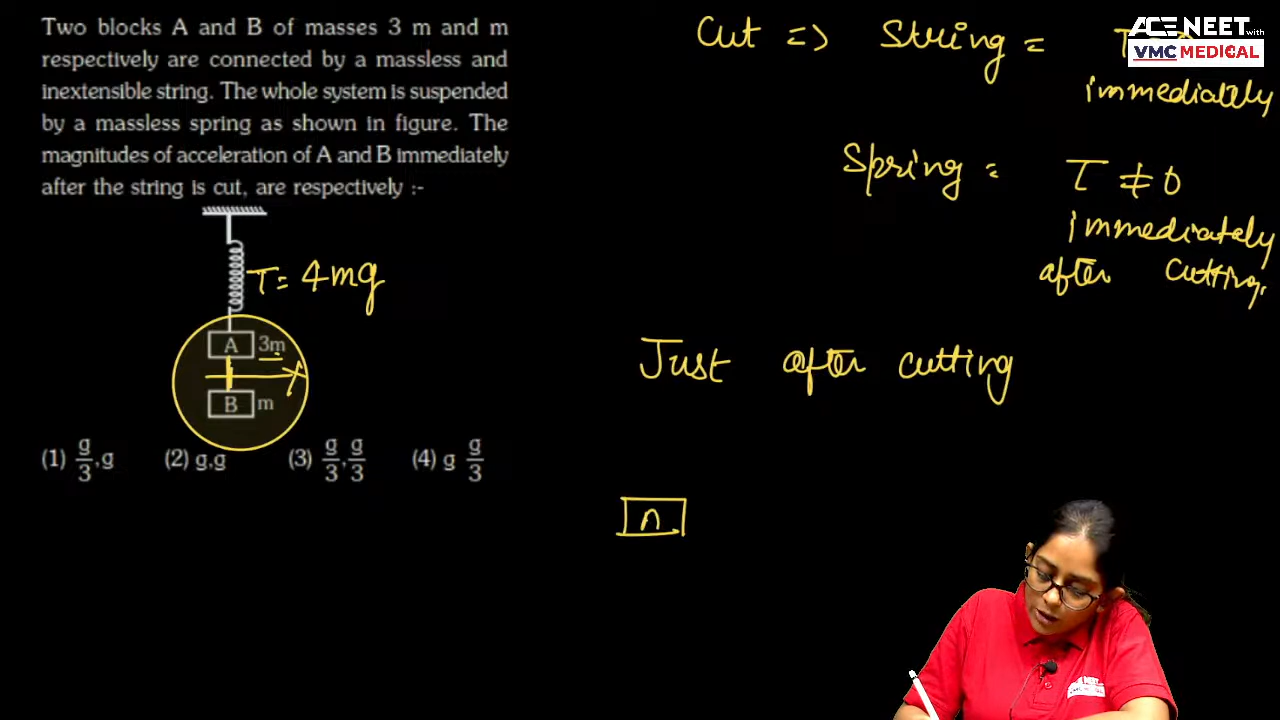 Two blocks A and B of masses 3 m and m
respectively are connected by a massless and
inextensible string. The whole system is suspended
by a massless spring as shown in figure. The
magnitudes of acceleration of A and B immediately
after the string is cut, are respectively :-
T = 4mg
A 3m
B m
(1) g/3,g (2) g,g (3) g/3,g/3 (4) g g/3
Cut => String =
immediately
Spring = T ≠ 0
immediately
after cutting.
Just after cutting
ACE NEET with
VMC MEDICAL